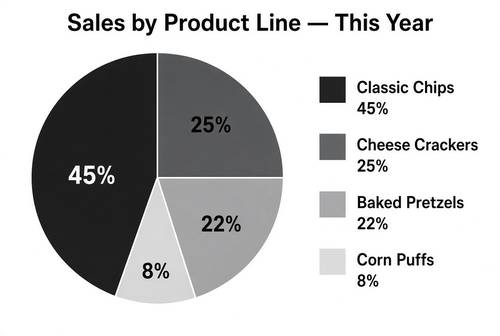 Sales by Product Line — This Year
25%
45%
22%
8%
Classic Chips
45%
Cheese Crackers
25%
Baked Pretzels
22%
Corn Puffs
8%